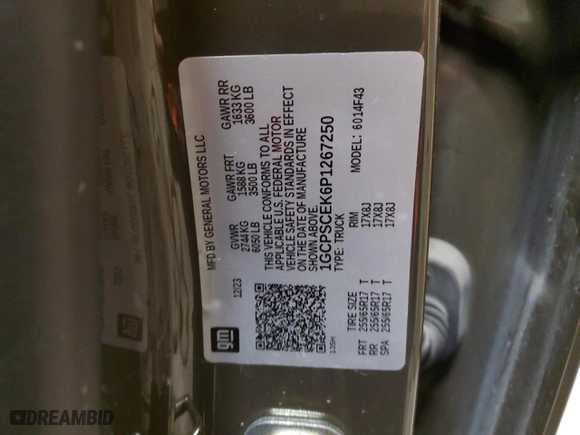 MFD BY GENERAL MOTORS LLC
12/23
GVWR GAWR FRT GAWR RR
2744 KG 1588 KG 1633 KG
6050 LB 3500 LB 3600 LB
THIS VEHICLE CONFORMS TO ALL
APPLICABLE U.S. FEDERAL MOTOR
VEHICLE SAFETY STANDARDS IN EFFECT
ON THE DATE OF MANUFACTURE
SHOWN ABOVE.
1GCPSCEK6P1267250
TYPE: TRUCK MODEL: 6014F43
gm
139H
TIRE SIZE RIM
FRT 255/65R17 T 17X8J
RR 255/65R17 T 17X8J
SPA 255/65R17 T 17X8J
DREAMBID